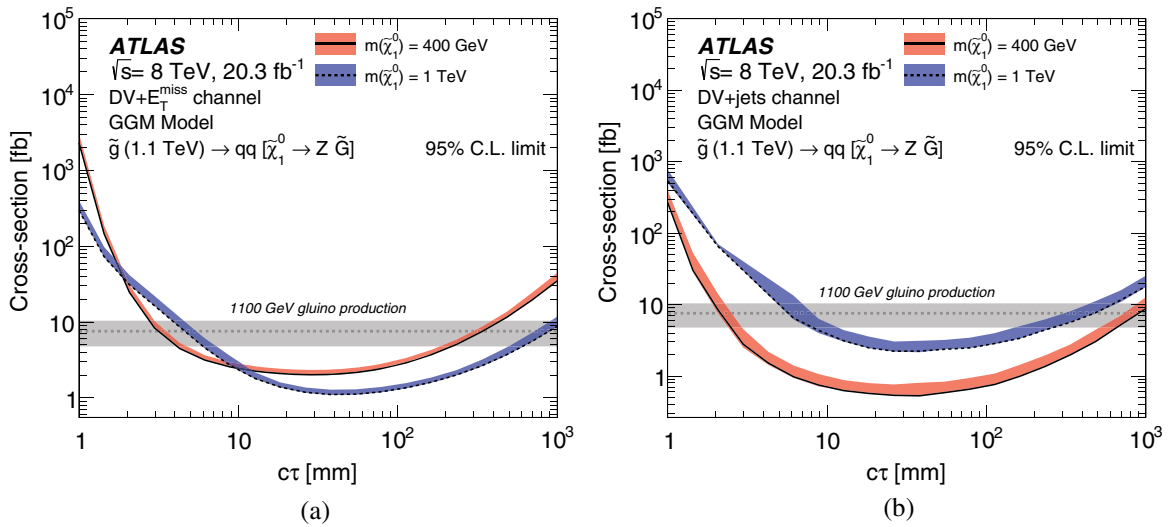 ATLAS
√s= 8 TeV, 20.3 fb⁻¹
DV+E_T^miss channel
GGM Model
g̃ (1.1 TeV) → qq [χ̃₁⁰ → Z G̃]
95% C.L. limit
m(χ̃₁⁰) = 400 GeV
m(χ̃₁⁰) = 1 TeV
1100 GeV gluino production
Cross-section [fb]
10⁵
10⁴
10³
10²
10
1
1
10
10²
10³
cτ [mm]
(a)
ATLAS
√s= 8 TeV, 20.3 fb⁻¹
DV+jets channel
GGM Model
g̃ (1.1 TeV) → qq [χ̃₁⁰ → Z G̃]
95% C.L. limit
m(χ̃₁⁰) = 400 GeV
m(χ̃₁⁰) = 1 TeV
1100 GeV gluino production
Cross-section [fb]
10⁵
10⁴
10³
10²
10
1
1
10
10²
10³
cτ [mm]
(b)